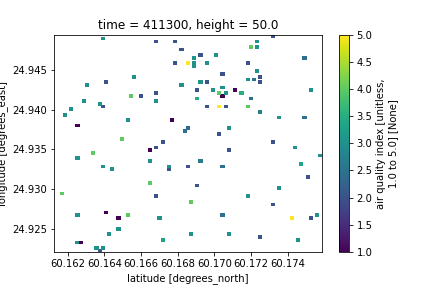 time = 411300, height = 50.0
5.0
4.5
4.0
3.5
3.0
2.5
2.0
1.5
1.0
air quality index [unitless,
1.0 to 5.0] [None]
24.945
24.940
24.935
24.930
24.925
longitude [degrees_east]
60.162 60.164 60.166 60.168 60.170 60.172 60.174
latitude [degrees_north]